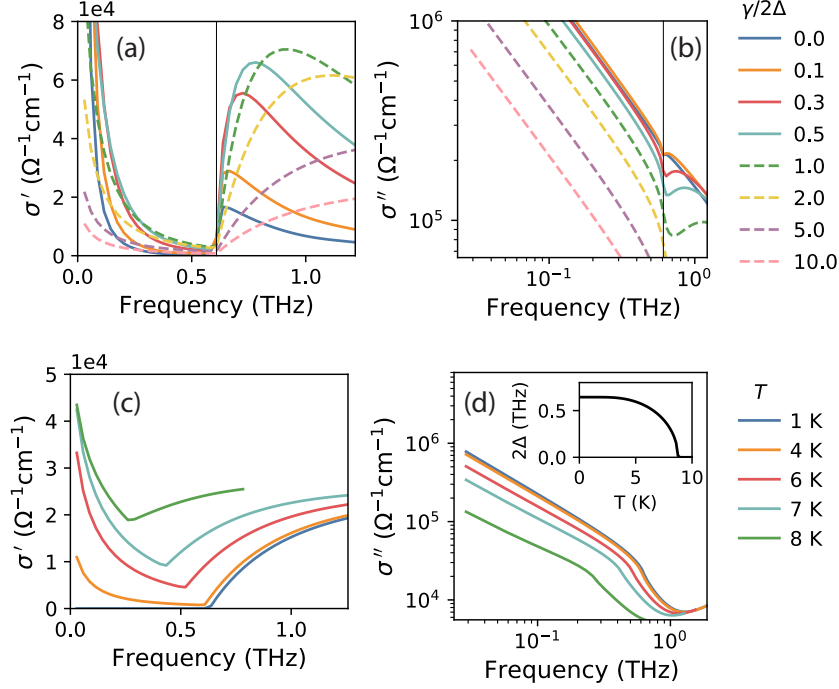 1e4
8
6
4
2
0
σ′ (Ω⁻¹cm⁻¹)
(a)
0.0
0.5
1.0
Frequency (THz)
10⁶
10⁵
σ″ (Ω⁻¹cm⁻¹)
(b)
10⁻¹
10⁰
Frequency (THz)
γ/2Δ
0.0
0.1
0.3
0.5
1.0
2.0
5.0
10.0
1e4
5
4
3
2
1
0
σ′ (Ω⁻¹cm⁻¹)
(c)
0.0
0.5
1.0
Frequency (THz)
10⁶
10⁵
10⁴
σ″ (Ω⁻¹cm⁻¹)
(d)
2Δ (THz)
0.5
0.0
0
5
10
T (K)
10⁻¹
10⁰
Frequency (THz)
T
1 K
4 K
6 K
7 K
8 K